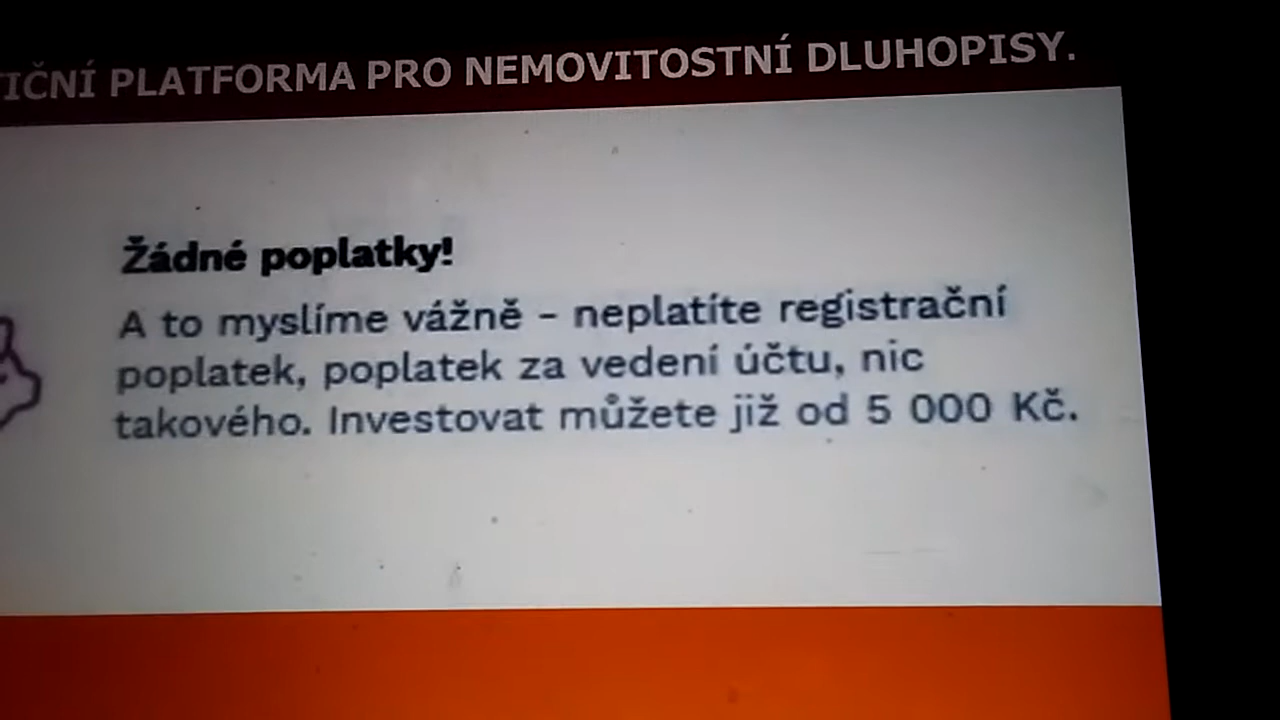 PLATFORMA PRO NEMOVITOSTNÍ DLUHOPISY.
Žádné poplatky!
A to myslíme vážně – neplatíte registrační
poplatek, poplatek za vedení účtu, nic
takového. Investovat můžete již od 5 000 Kč.